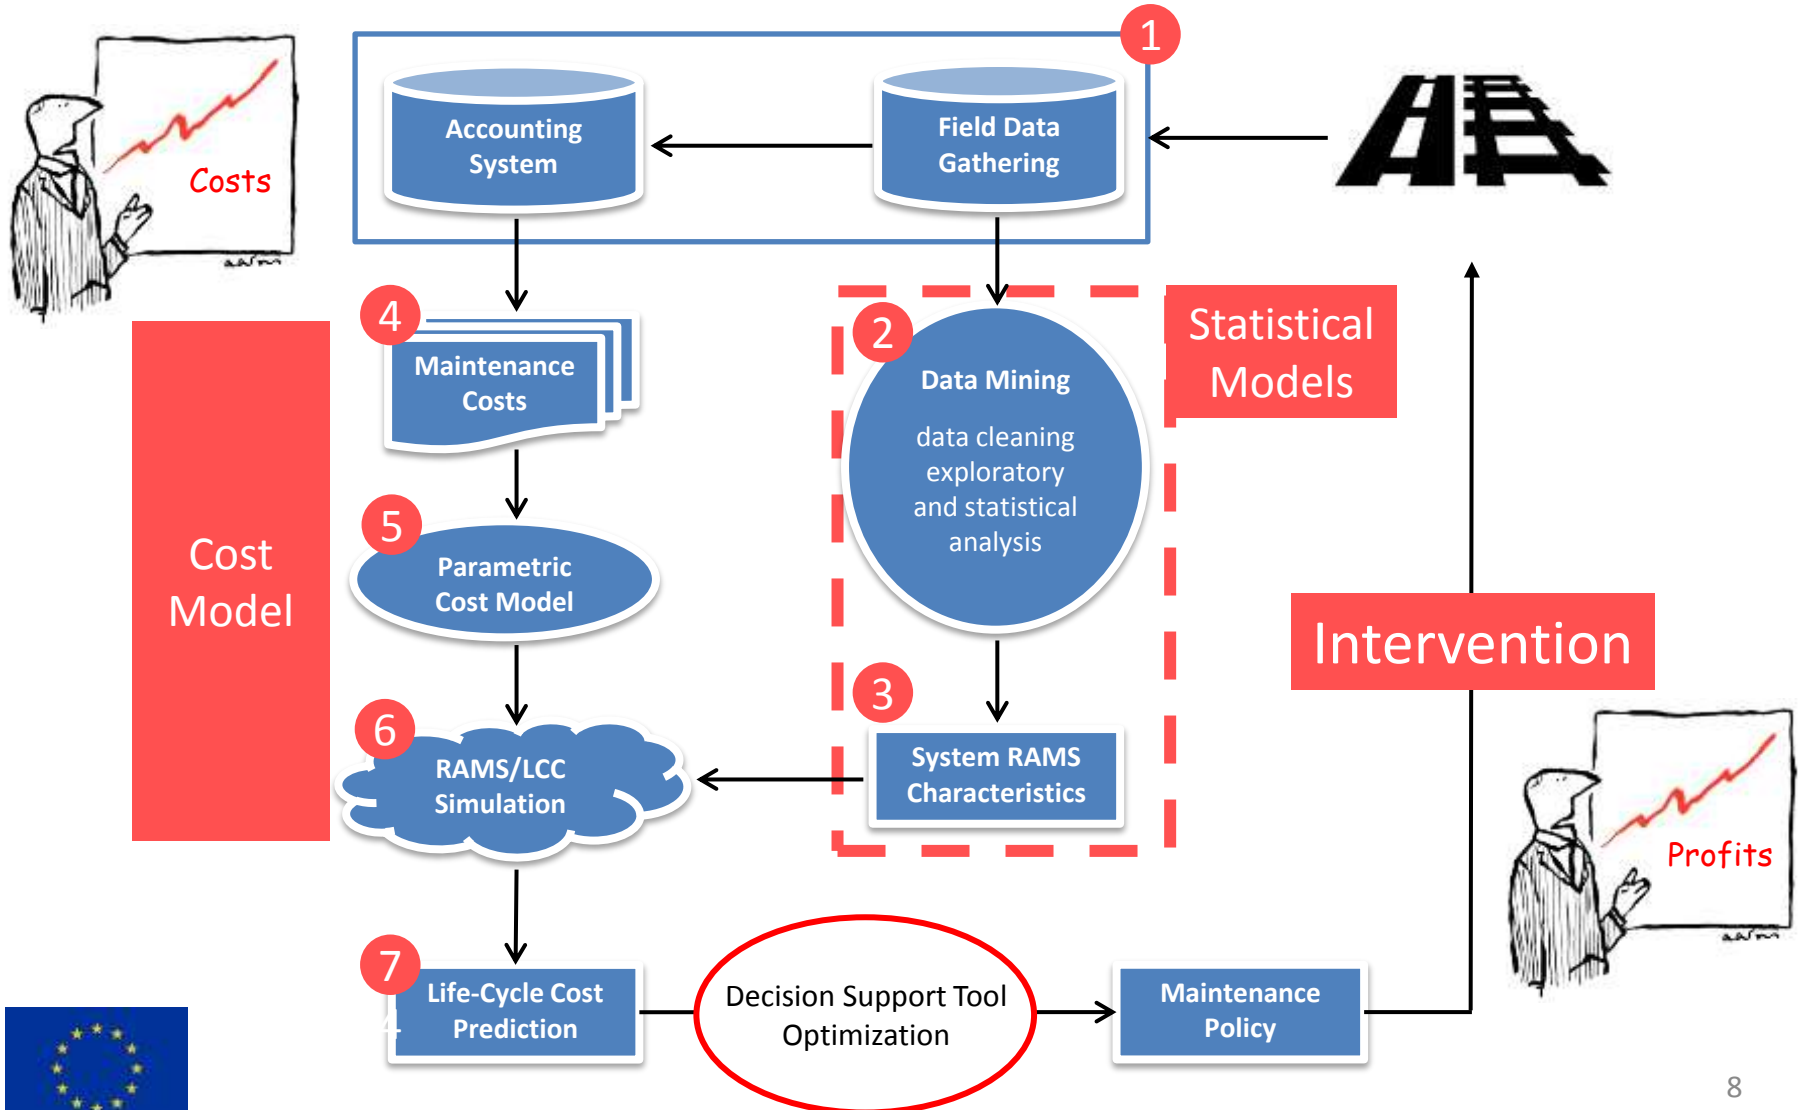 1
Accounting
System
Field Data
Gathering
Costs
4
Maintenance
Costs
2
Data Mining
data cleaning
exploratory
and statistical
analysis
Statistical
Models
Cost
Model
5
Parametric
Cost Model
Intervention
3
System RAMS
Characteristics
6
RAMS/LCC
Simulation
Profits
7
Life-Cycle Cost
Prediction
4
Decision Support Tool
Optimization
Maintenance
Policy
8